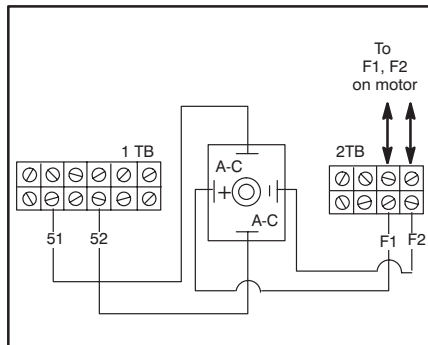 To
F1, F2
on motor
1 TB
2TB
A-C
+
–
A-C
51
52
F1
F2